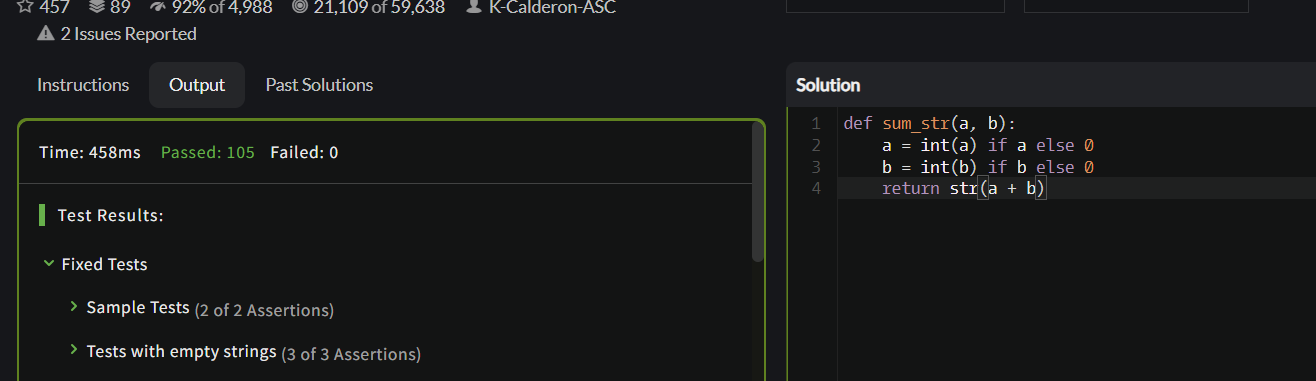 457 89 92% of 4,988 21,109 of 59,638 K-Calderon-ASC
2 Issues Reported
Instructions Output Past Solutions
Time: 458ms Passed: 105 Failed: 0
Test Results:
Fixed Tests
Sample Tests (2 of 2 Assertions)
Tests with empty strings (3 of 3 Assertions)
Solution
1 def sum_str(a, b):
2     a = int(a) if a else 0
3     b = int(b) if b else 0
4     return str(a + b)